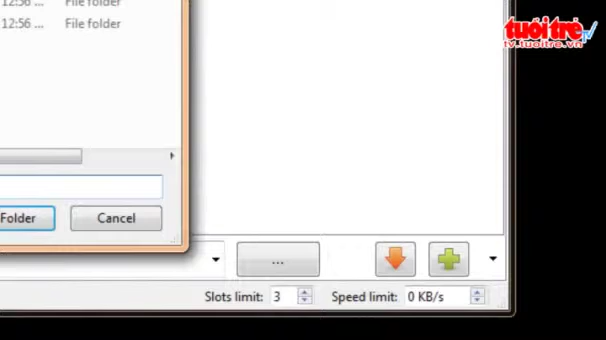 12:56 ... File folder
12:56 ... File folder
tuổi trẻ TV
tv.tuoitre.vn
Folder
Cancel
...
Slots limit: 3
Speed limit: 0 KB/s